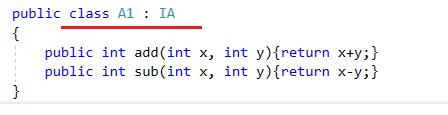 public class A1 : IA
{
public int add(int x, int y){return x+y;}
public int sub(int x, int y){return x-y;}
}